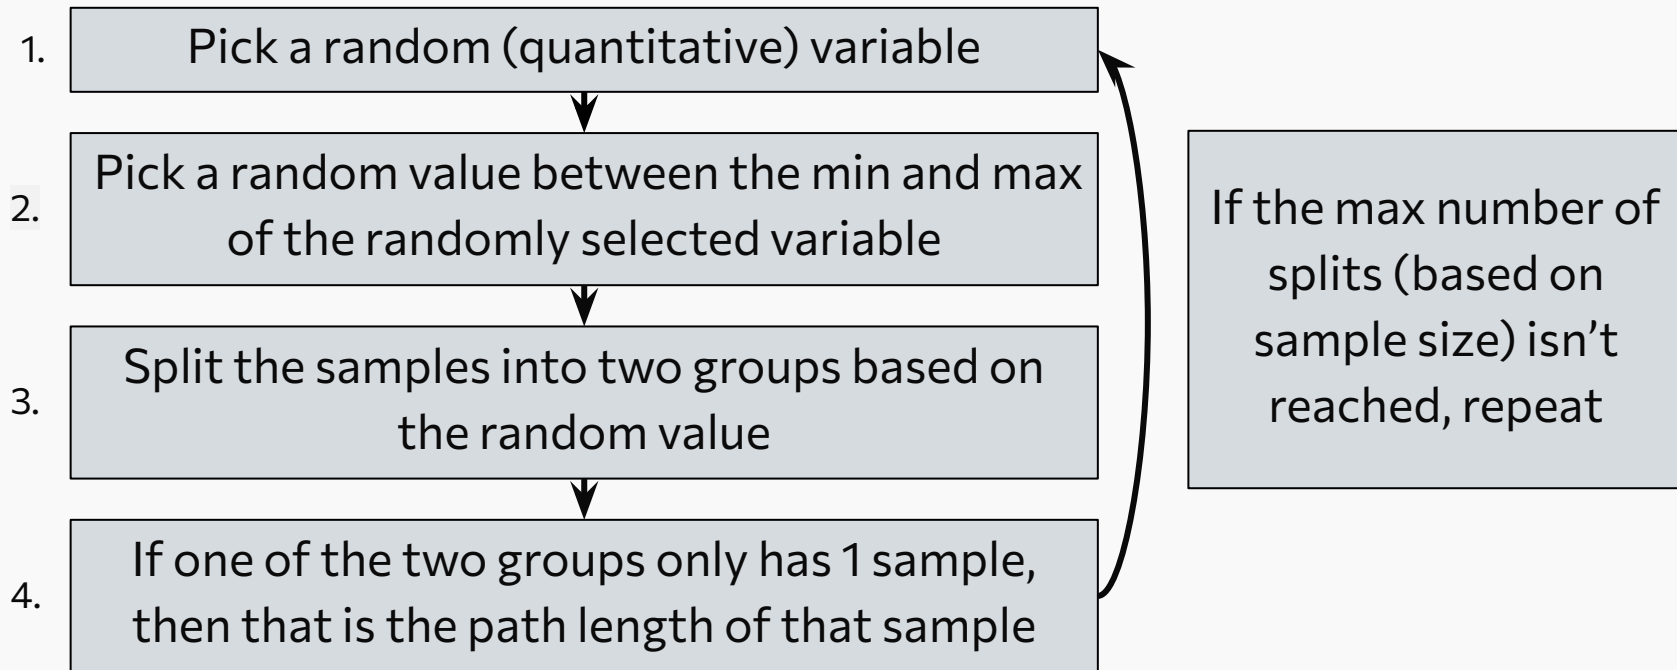 1. Pick a random (quantitative) variable
2. Pick a random value between the min and max
of the randomly selected variable
3. Split the samples into two groups based on
the random value
4. If one of the two groups only has 1 sample,
then that is the path length of that sample
If the max number of
splits (based on
sample size) isn't
reached, repeat